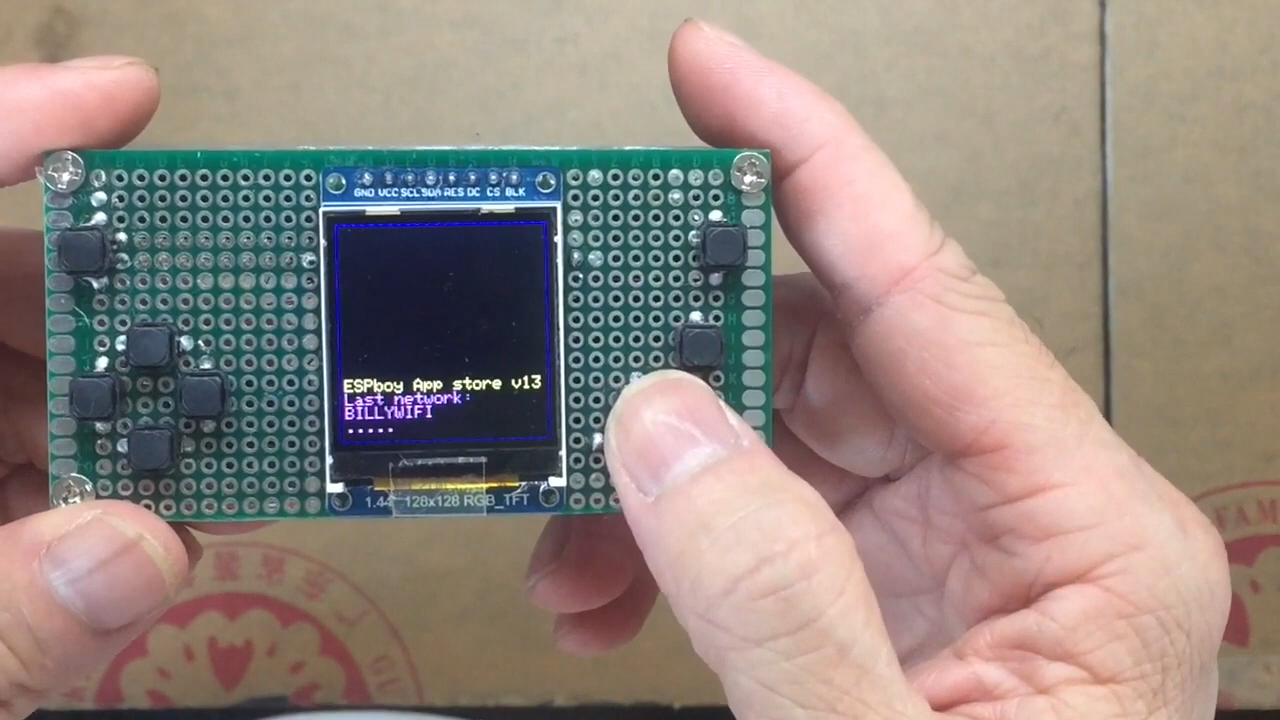 GND VCC SCL SDA RES DC CS BLK
ESPboy App store v13
Last network:
BILLYWIFI
.....
1.44" 128x128 RGB_TFT
FAM